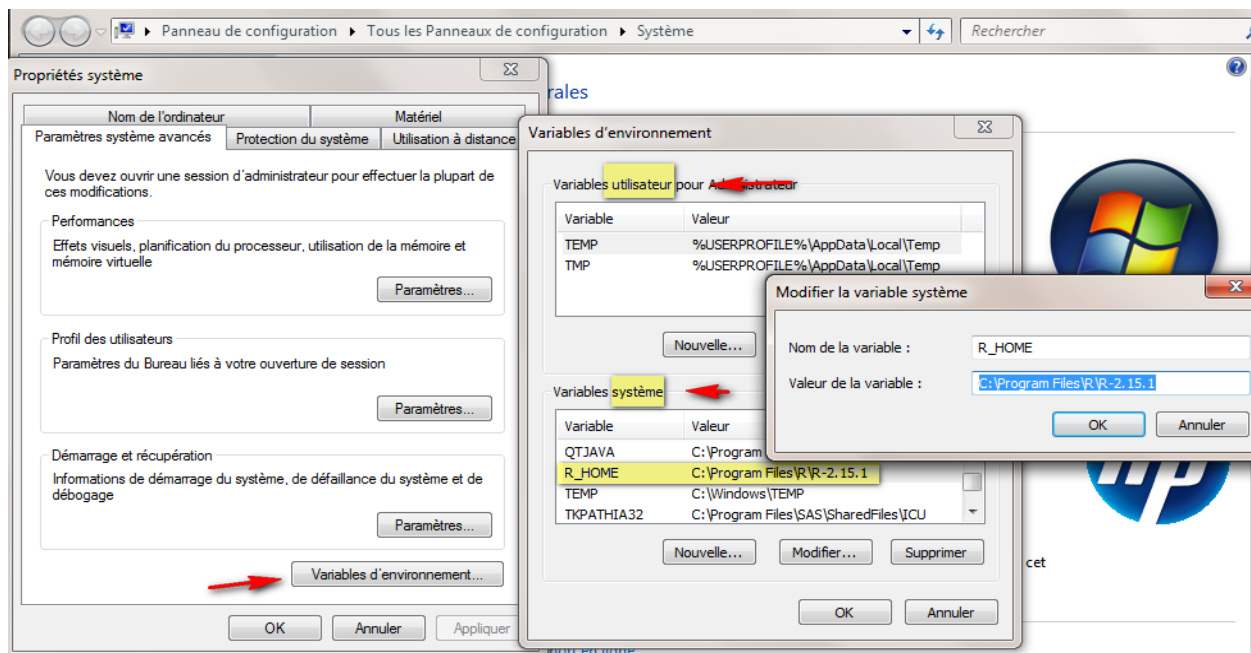 Panneau de configuration ▸ Tous les Panneaux de configuration ▸ Système
Rechercher
Propriétés système
Nom de l'ordinateur
Matériel
Paramètres système avancés
Protection du système
Utilisation à distance
Vous devez ouvrir une session d'administrateur pour effectuer la plupart de
ces modifications.
Performances
Effets visuels, planification du processeur, utilisation de la mémoire et
mémoire virtuelle
Paramètres...
Profil des utilisateurs
Paramètres du Bureau liés à votre ouverture de session
Paramètres...
Démarrage et récupération
Informations de démarrage du système, de défaillance du système et de
débogage
Paramètres...
Variables d'environnement...
OK
Annuler
Appliquer
rales
Variables d'environnement
Variables utilisateur pour Administrateur
Variable
Valeur
TEMP
%USERPROFILE%\AppData\Local\Temp
TMP
%USERPROFILE%\AppData\Local\Temp
Nouvelle...
Variables système
Variable
Valeur
QTJAVA
C:\Program
R_HOME
C:\Program Files\R\R-2.15.1
TEMP
C:\Windows\TEMP
TKPATHIA32
C:\Program Files\SAS\SharedFiles\ICU
Nouvelle...
Modifier...
Supprimer
OK
Annuler
Modifier la variable système
Nom de la variable :
R_HOME
Valeur de la variable :
C:\Program Files\R\R-2.15.1
OK
Annuler
hp
cet